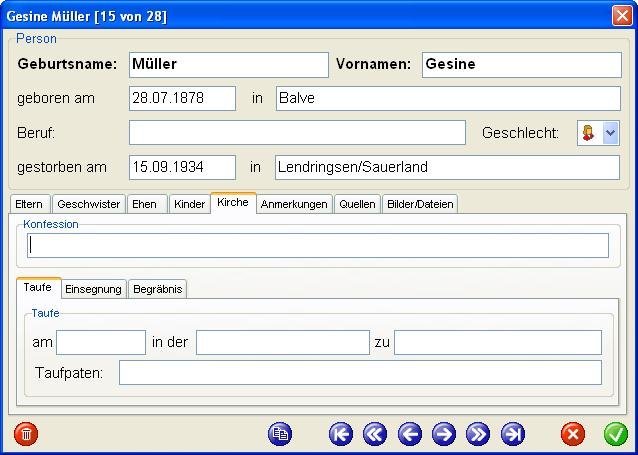 Gesine Müller [15 von 28]
Person
Geburtsname: Müller Vornamen: Gesine
geboren am 28.07.1878 in Balve
Beruf: Geschlecht:
gestorben am 15.09.1934 in Lendringsen/Sauerland
Eltern Geschwister Ehen Kinder Kirche Anmerkungen Quellen Bilder/Dateien
Konfession
Taufe Einsegnung Begräbnis
Taufe
am in der zu
Taufpaten: